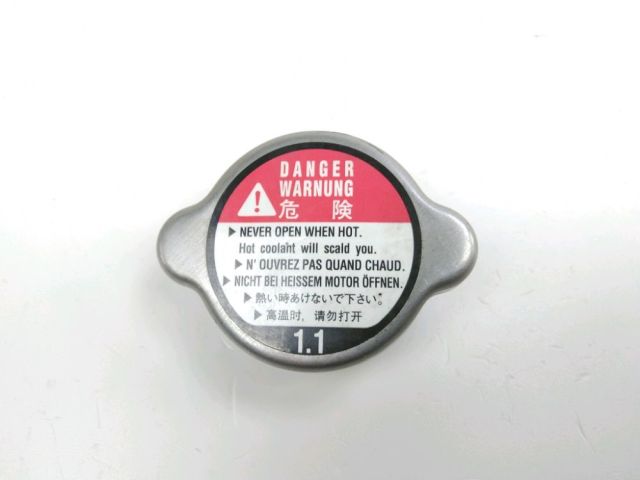 DANGER
WARNUNG
危険
▶ NEVER OPEN WHEN HOT.
Hot coolaht will scald you.
▶ N' OUVREZ PAS QUAND CHAUD.
▶ NICHT BEI HEISSEM MOTOR ÖFFNEN.
▶ 熱い時あけないで下さい。
▶ 高温时, 请勿打开
1.1